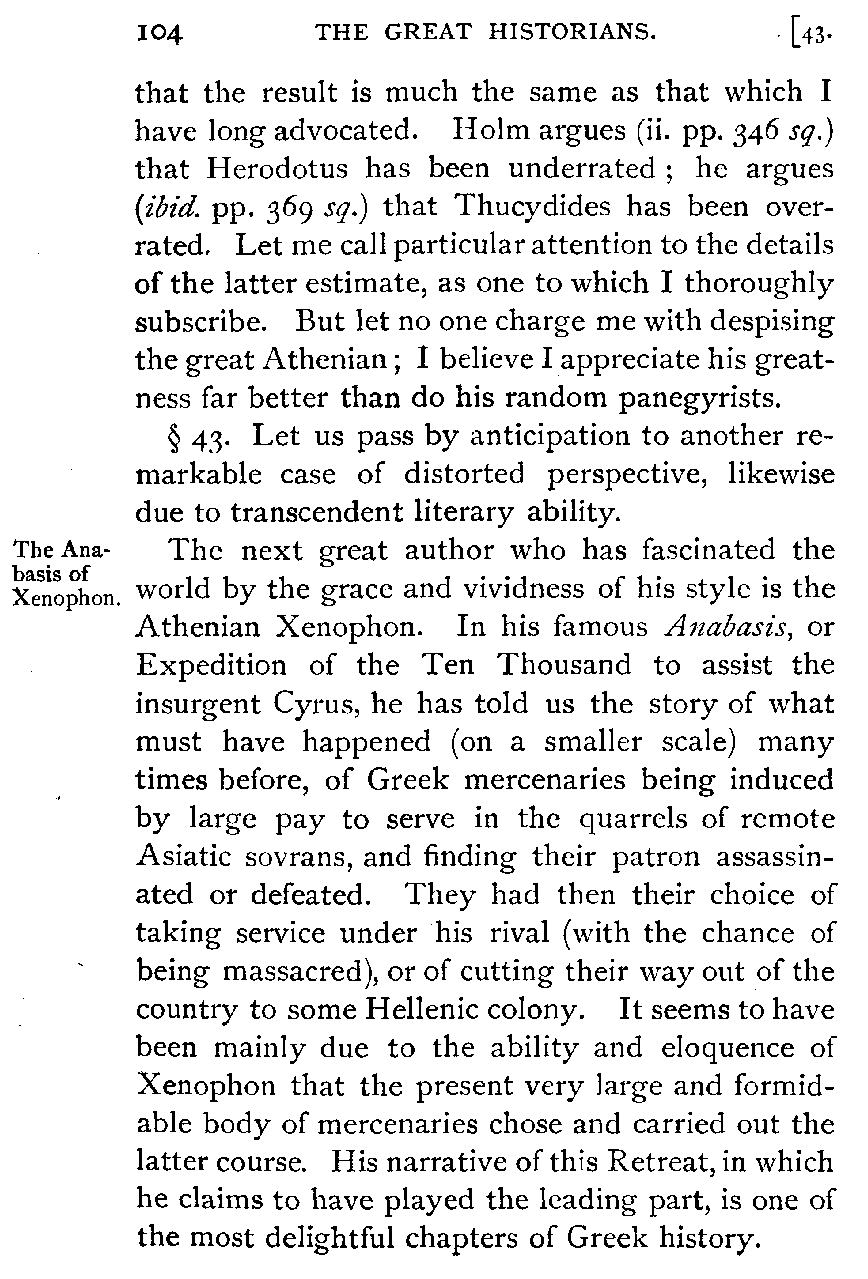 104 THE GREAT HISTORIANS. [43.
that the result is much the same as that which I
have long advocated. Holm argues (ii. pp. 346 sq.)
that Herodotus has been underrated ; he argues
(ibid. pp. 369 sq.) that Thucydides has been over-
rated. Let me call particular attention to the details
of the latter estimate, as one to which I thoroughly
subscribe. But let no one charge me with despising
the great Athenian ; I believe I appreciate his great-
ness far better than do his random panegyrists.
§ 43. Let us pass by anticipation to another re-
markable case of distorted perspective, likewise
due to transcendent literary ability.
The Ana-
basis of
Xenophon.
The next great author who has fascinated the
world by the grace and vividness of his style is the
Athenian Xenophon. In his famous Anabasis, or
Expedition of the Ten Thousand to assist the
insurgent Cyrus, he has told us the story of what
must have happened (on a smaller scale) many
times before, of Greek mercenaries being induced
by large pay to serve in the quarrels of remote
Asiatic sovrans, and finding their patron assassin-
ated or defeated. They had then their choice of
taking service under his rival (with the chance of
being massacred), or of cutting their way out of the
country to some Hellenic colony. It seems to have
been mainly due to the ability and eloquence of
Xenophon that the present very large and formid-
able body of mercenaries chose and carried out the
latter course. His narrative of this Retreat, in which
he claims to have played the leading part, is one of
the most delightful chapters of Greek history.